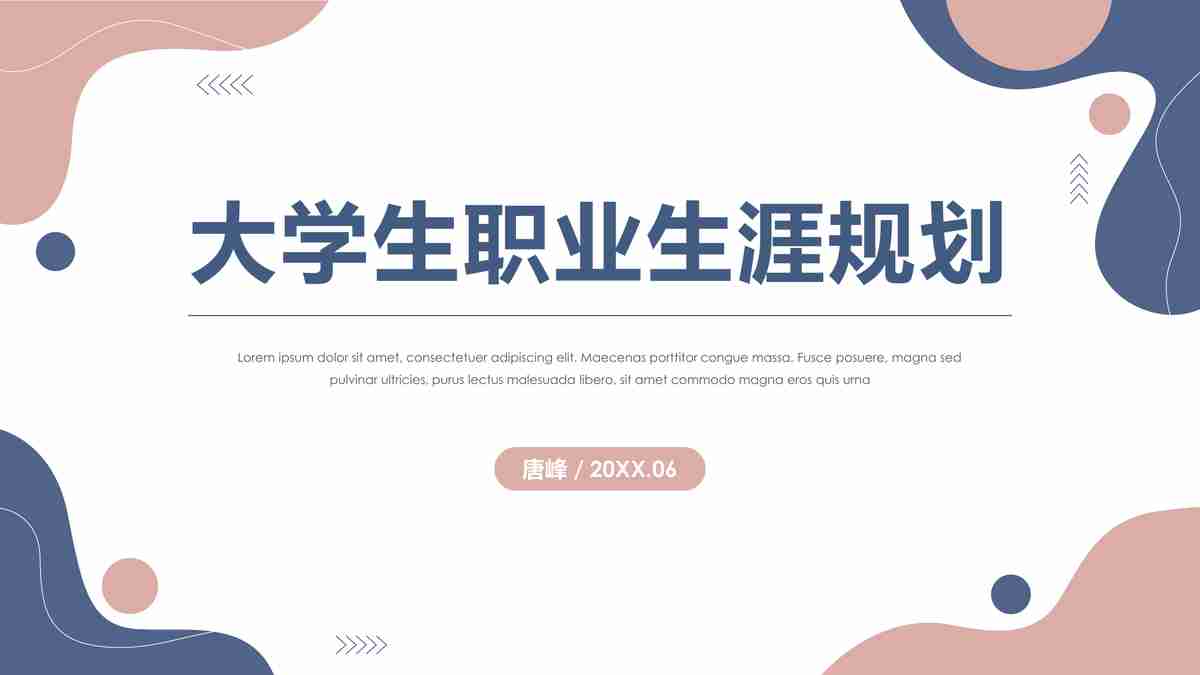 大学生职业生涯规划
Lorem ipsum dolor sit amet, consectetuer adipiscing elit. Maecenas porttitor congue massa. Fusce posuere, magna sed
pulvinar ultricies, purus lectus malesuada libero, sit amet commodo magna eros quis urna
唐峰 / 20XX.06